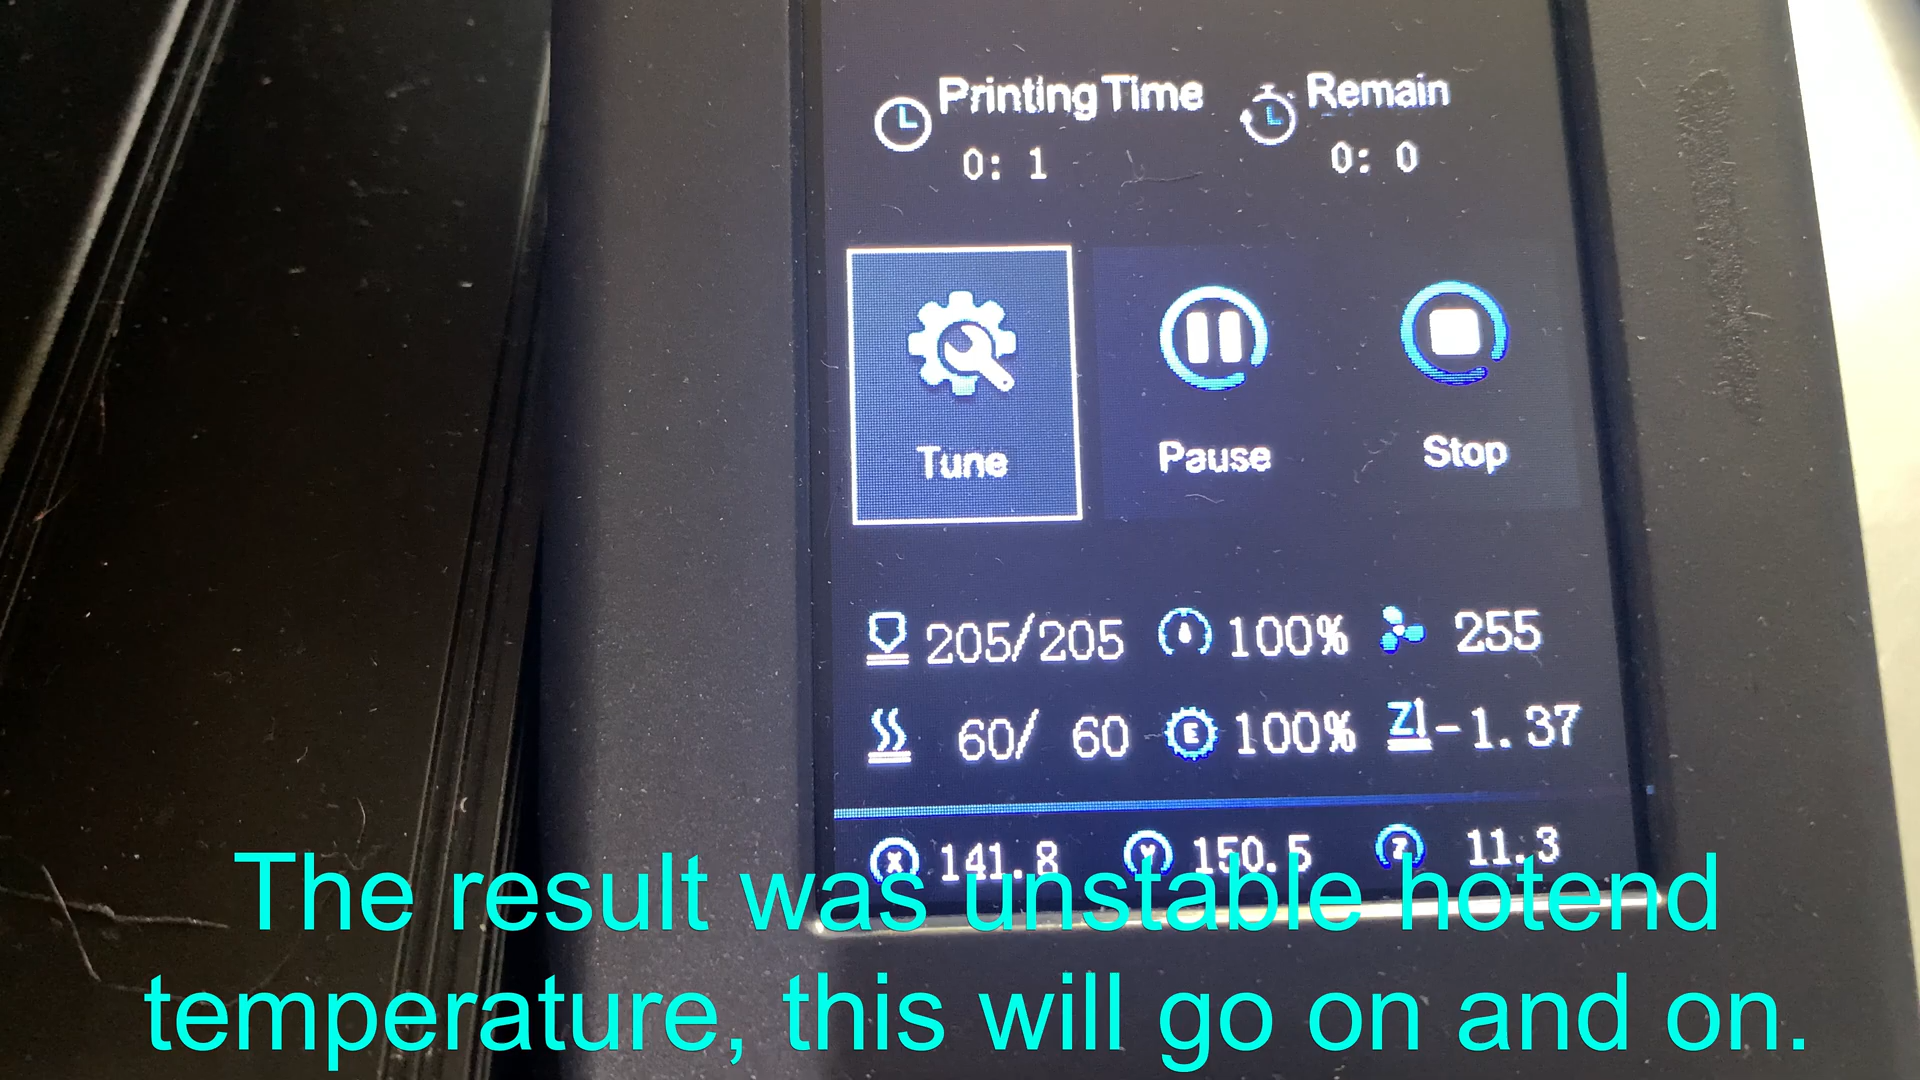 Printing Time Remain
0: 1 0: 0
Tune Pause Stop
205/205 100% 255
60/ 60 E 100% Z -1.37
X 141.8 Y 150.5 Z 11.3
The result was unstable hotend
temperature, this will go on and on.